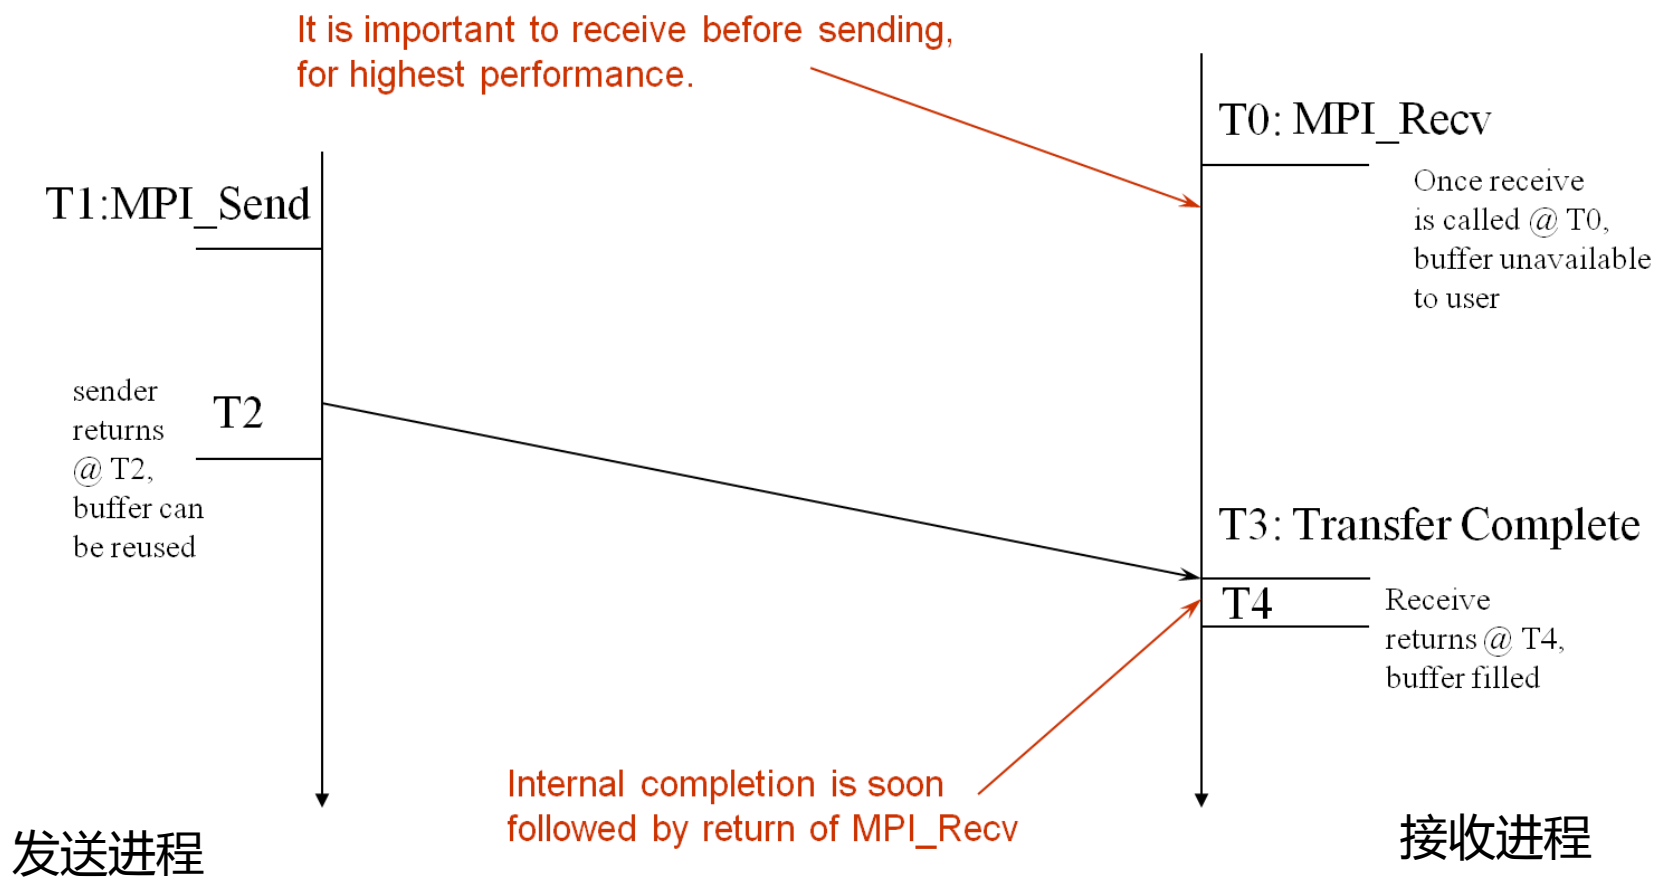 It is important to receive before sending,
for highest performance.
T0: MPI_Recv
Once receive
is called @ T0,
buffer unavailable
to user
T1:MPI_Send
sender
returns
@ T2,
buffer can
be reused
T2
T3: Transfer Complete
T4
Receive
returns @ T4,
buffer filled
Internal completion is soon
followed by return of MPI_Recv
发送进程
接收进程